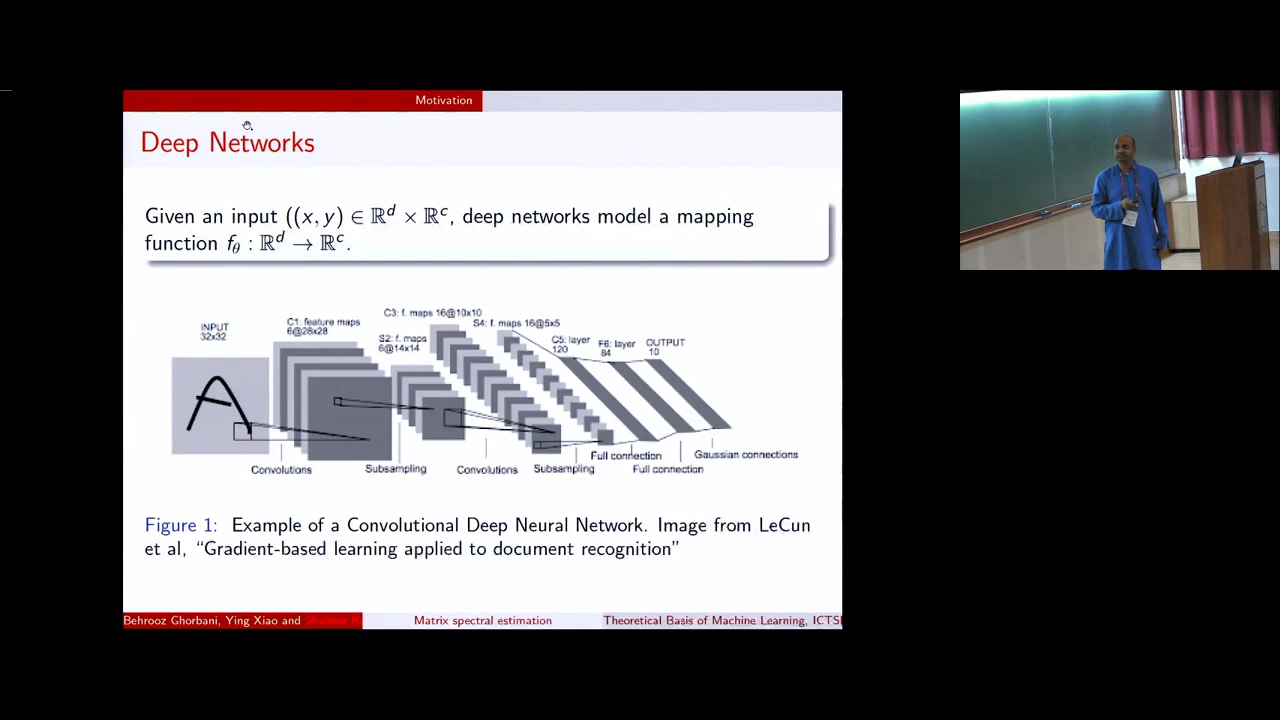 Motivation
Deep Networks
Given an input ((x, y) ∈ ℝᵈ × ℝᶜ, deep networks model a mapping
function f_θ : ℝᵈ → ℝᶜ.
INPUT
32x32
C1: feature maps
6@28x28
S2: f. maps
6@14x14
C3: f. maps 16@10x10
S4: f. maps 16@5x5
C5: layer
120
F6: layer
84
OUTPUT
10
Convolutions
Subsampling
Convolutions
Subsampling
Full connection
Full connection
Gaussian connections
Figure 1: Example of a Convolutional Deep Neural Network. Image from LeCun
et al, “Gradient-based learning applied to document recognition”
Behrooz Ghorbani, Ying Xiao and
Matrix spectral estimation
Theoretical Basis of Machine Learning, ICTS